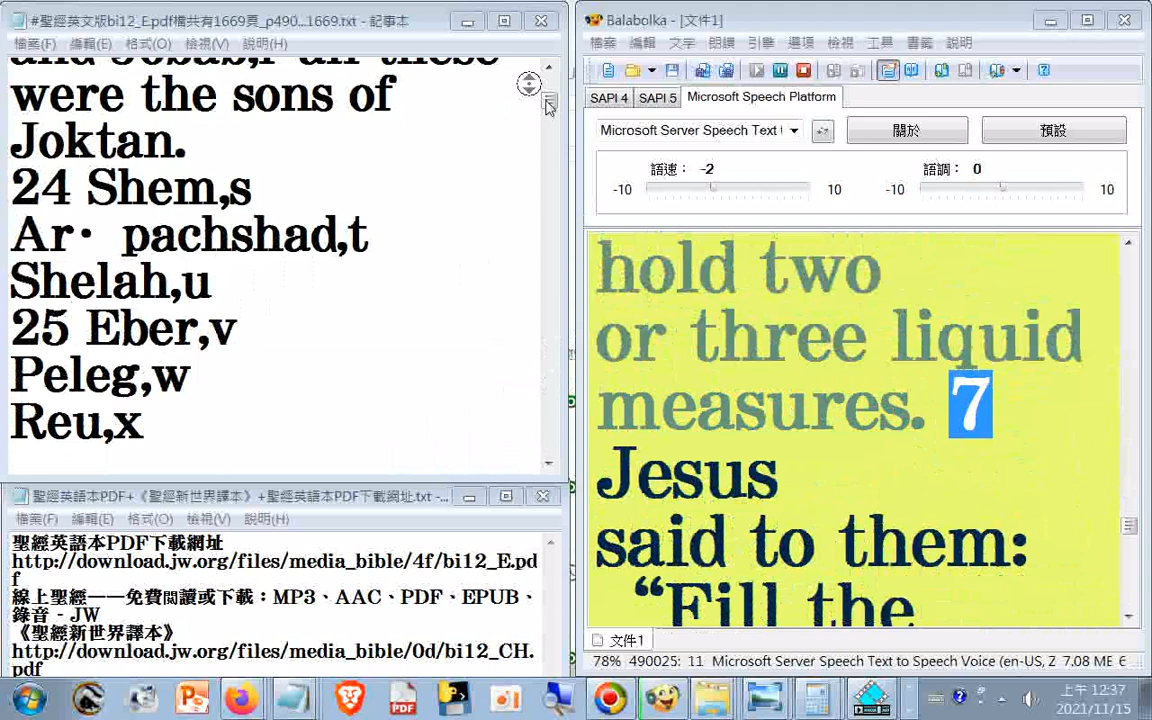 #聖經英文版bi12_E.pdf檔共有1669頁_p490...1669.txt - 記事本
檔案(F) 編輯(E) 格式(O) 檢視(V) 說明(H)
and Jobab,r all these
were the sons of
Joktan.
24 Shem,s
Ar· pachshad,t
Shelah,u
25 Eber,v
Peleg,w
Reu,x
聖經英語本PDF+《聖經新世界譯本》+聖經英語本PDF下載網址.txt -...
檔案(F) 編輯(E) 格式(O) 檢視(V) 說明(H)
聖經英語本PDF下載網址
http://download.jw.org/files/media_bible/4f/bi12_E.pd
f
線上聖經——免費閱讀或下載：MP3、AAC、PDF、EPUB、
錄音 - JW
《聖經新世界譯本》
http://download.jw.org/files/media_bible/0d/bi12_CH.
pdf
Balabolka - [文件1]
檔案 編輯 文字 朗讀 引擎 選項 檢視 工具 書籤 說明
SAPI 4 SAPI 5 Microsoft Speech Platform
Microsoft Server Speech Text 關於 預設
語速： -2 語調： 0
-10 10 -10 10
hold two
or three liquid
measures. 7
Jesus
said to them:
“Fill the
文件1
78% 490025: 11 Microsoft Server Speech Text to Speech Voice (en-US, Z 7.08 ME 6
PDF
上午 12:37
2021/11/15